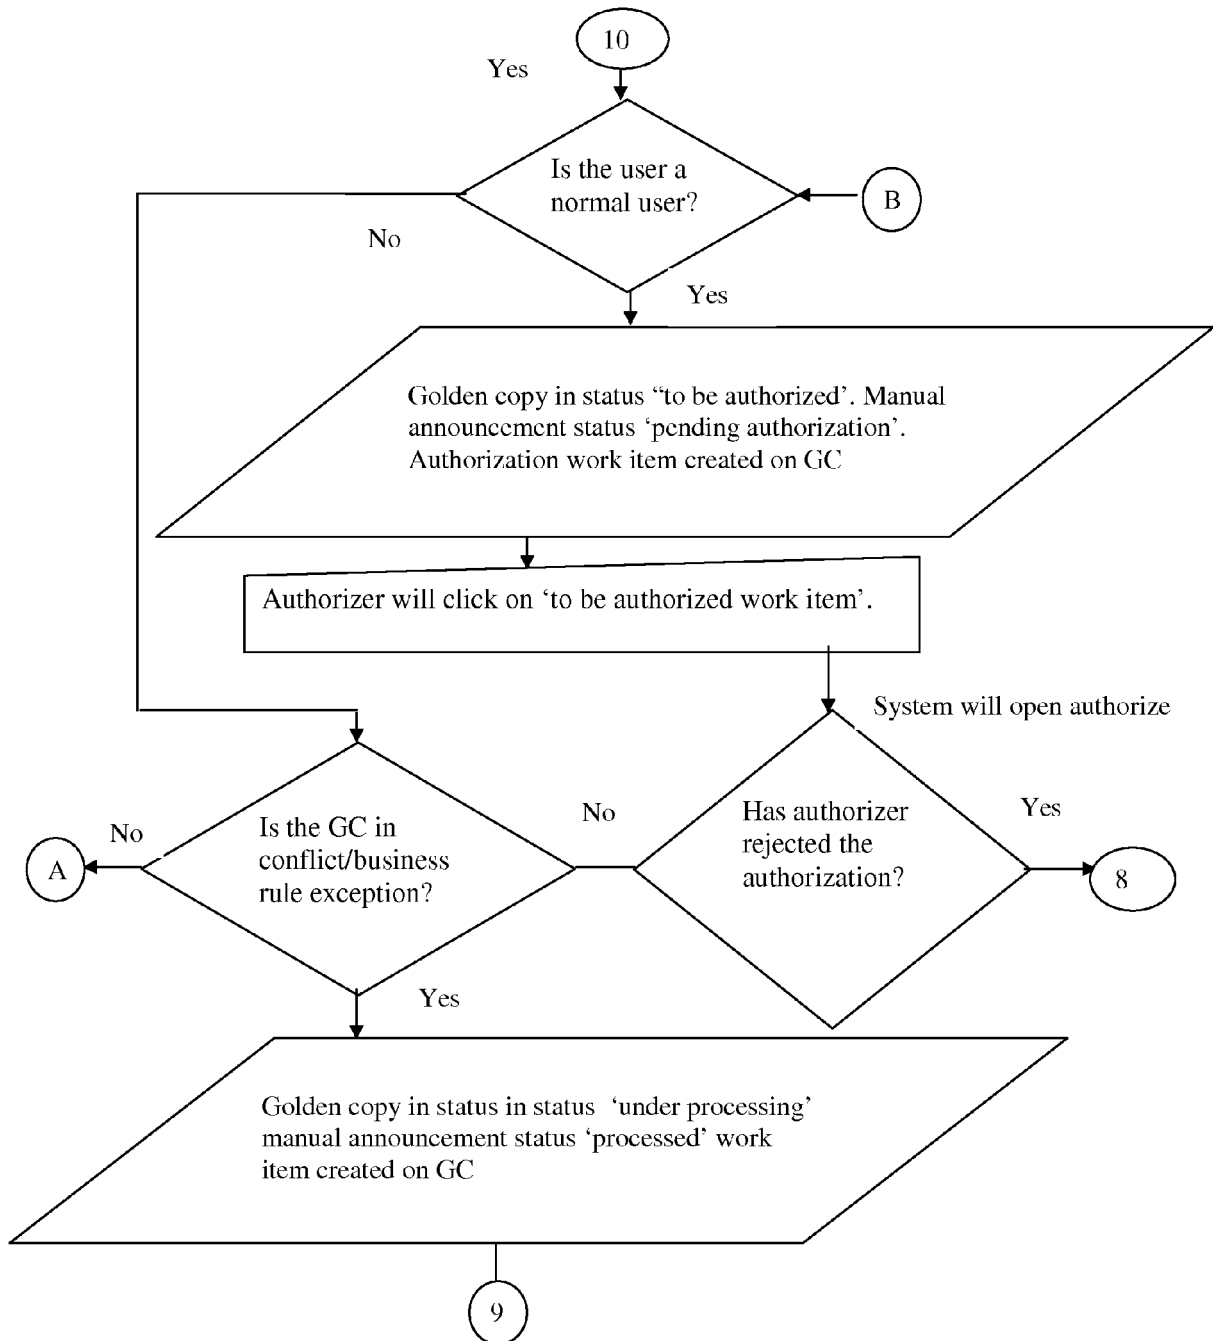 10
Yes
Is the user a
normal user?
B
No
Yes
Golden copy in status “to be authorized’. Manual
announcement status ‘pending authorization’.
Authorization work item created on GC
Authorizer will click on ‘to be authorized work item’.
System will open authorize
No
Is the GC in
conflict/business
rule exception?
A
No
Has authorizer
rejected the
authorization?
Yes
8
Yes
Golden copy in status in status ‘under processing’
manual announcement status ‘processed’ work
item created on GC
9